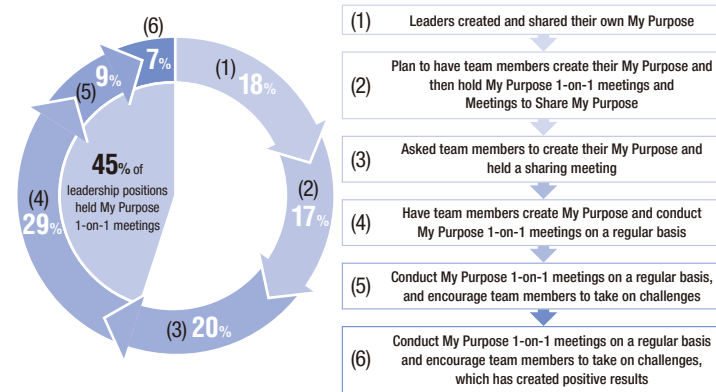 (6)
7%
(1)
18%
(5)
9%
45% of
leadership positions
held My Purpose
1-on-1 meetings
(4)
29%
(2)
17%
(3) 20%
(1) Leaders created and shared their own My Purpose
(2) Plan to have team members create their My Purpose and
then hold My Purpose 1-on-1 meetings and
Meetings to Share My Purpose
(3) Asked team members to create their My Purpose and
held a sharing meeting
(4) Have team members create My Purpose and conduct
My Purpose 1-on-1 meetings on a regular basis
(5) Conduct My Purpose 1-on-1 meetings on a regular basis,
and encourage team members to take on challenges
(6) Conduct My Purpose 1-on-1 meetings on a regular basis
and encourage team members to take on challenges,
which has created positive results